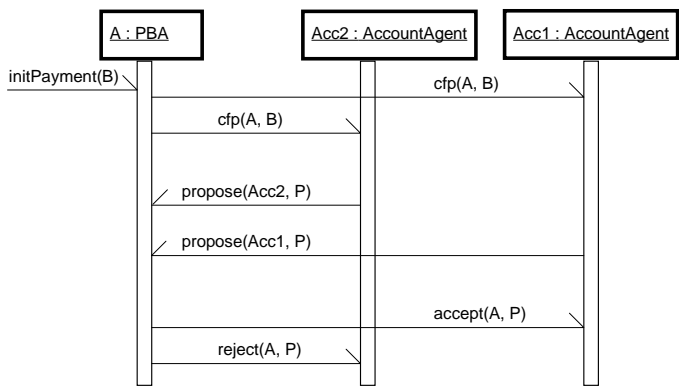 A : PBA
Acc2 : AccountAgent
Acc1 : AccountAgent
initPayment(B)
cfp(A, B)
cfp(A, B)
propose(Acc2, P)
propose(Acc1, P)
accept(A, P)
reject(A, P)